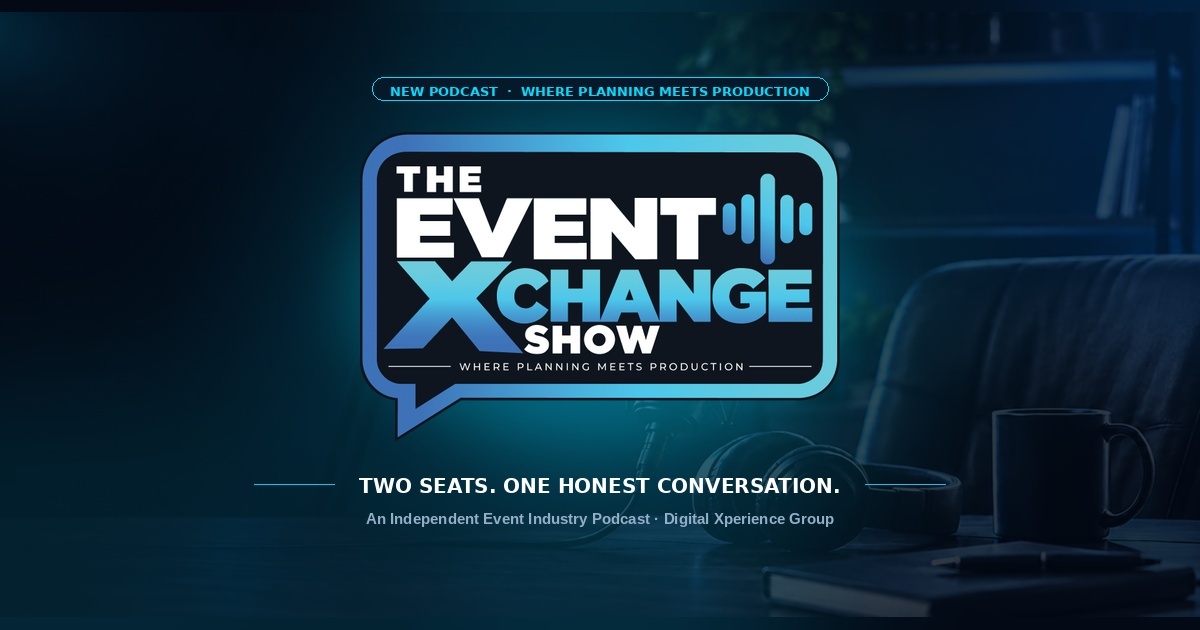 NEW PODCAST · WHERE PLANNING MEETS PRODUCTION
THE
EVENT
XCHANGE
SHOW
WHERE PLANNING MEETS PRODUCTION
TWO SEATS. ONE HONEST CONVERSATION.
An Independent Event Industry Podcast · Digital Xperience Group